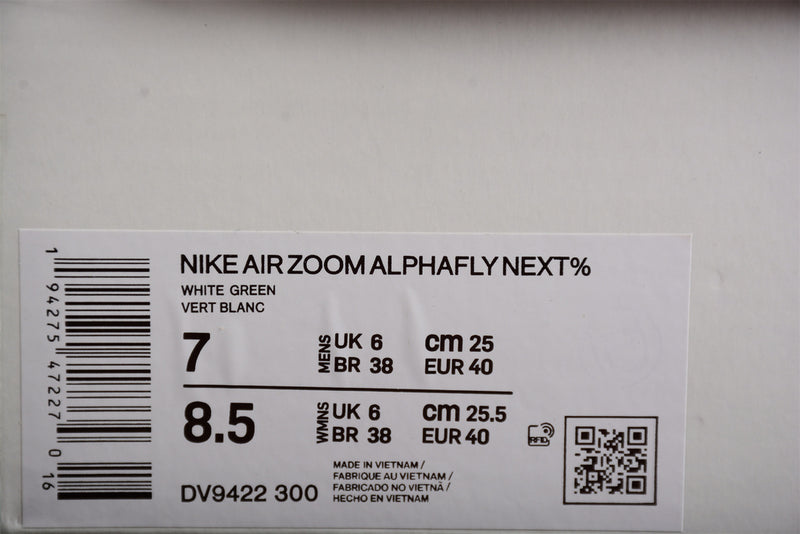 1 94275 47227 0 16
NIKE AIR ZOOM ALPHAFLY NEXT%
WHITE GREEN
VERT BLANC
7 MENS UK 6 cm 25
BR 38 EUR 40
8.5 WMNS UK 6 cm 25.5
BR 38 EUR 40
RFID
DV9422 300
MADE IN VIETNAM /
FABRIQUE AU VIETNAM /
FABRICADO NO VIETNÃ /
HECHO EN VIETNAM